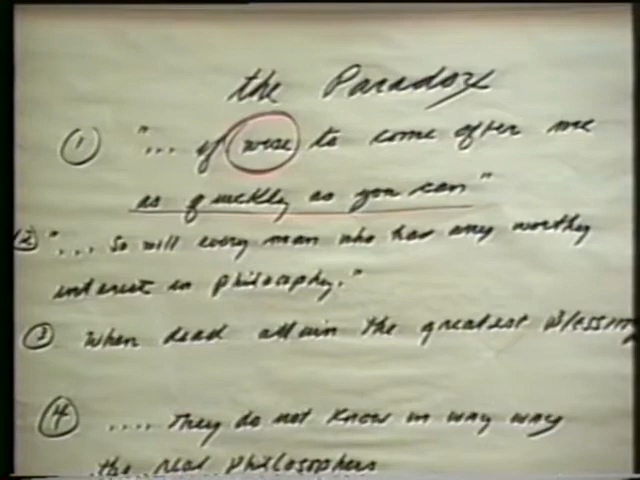 the Paradox
① "... if wise to come after me
as quickly as you can"
② "... So will every man who has any worthy
interest in philosophy."
③ When dead attain the greatest blessing
④ .... They do not know in way way
the real philosophers